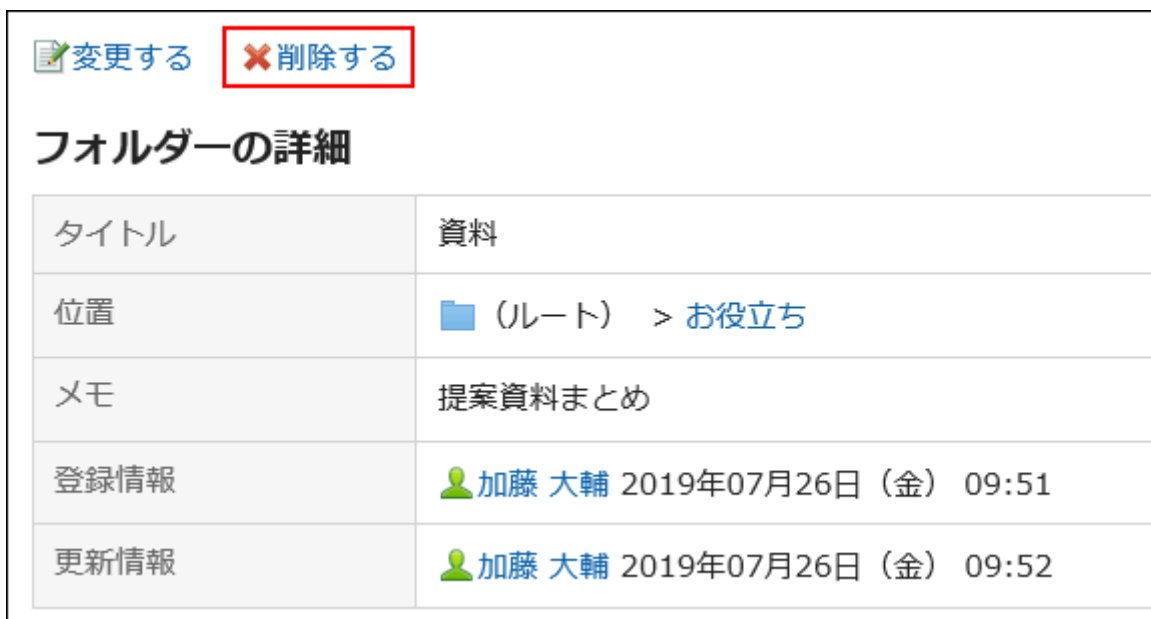 変更する 削除する
フォルダーの詳細
タイトル 資料
位置 (ルート) > お役立ち
メモ 提案資料まとめ
登録情報 加藤 大輔 2019年07月26日(金) 09:51
更新情報 加藤 大輔 2019年07月26日(金) 09:52